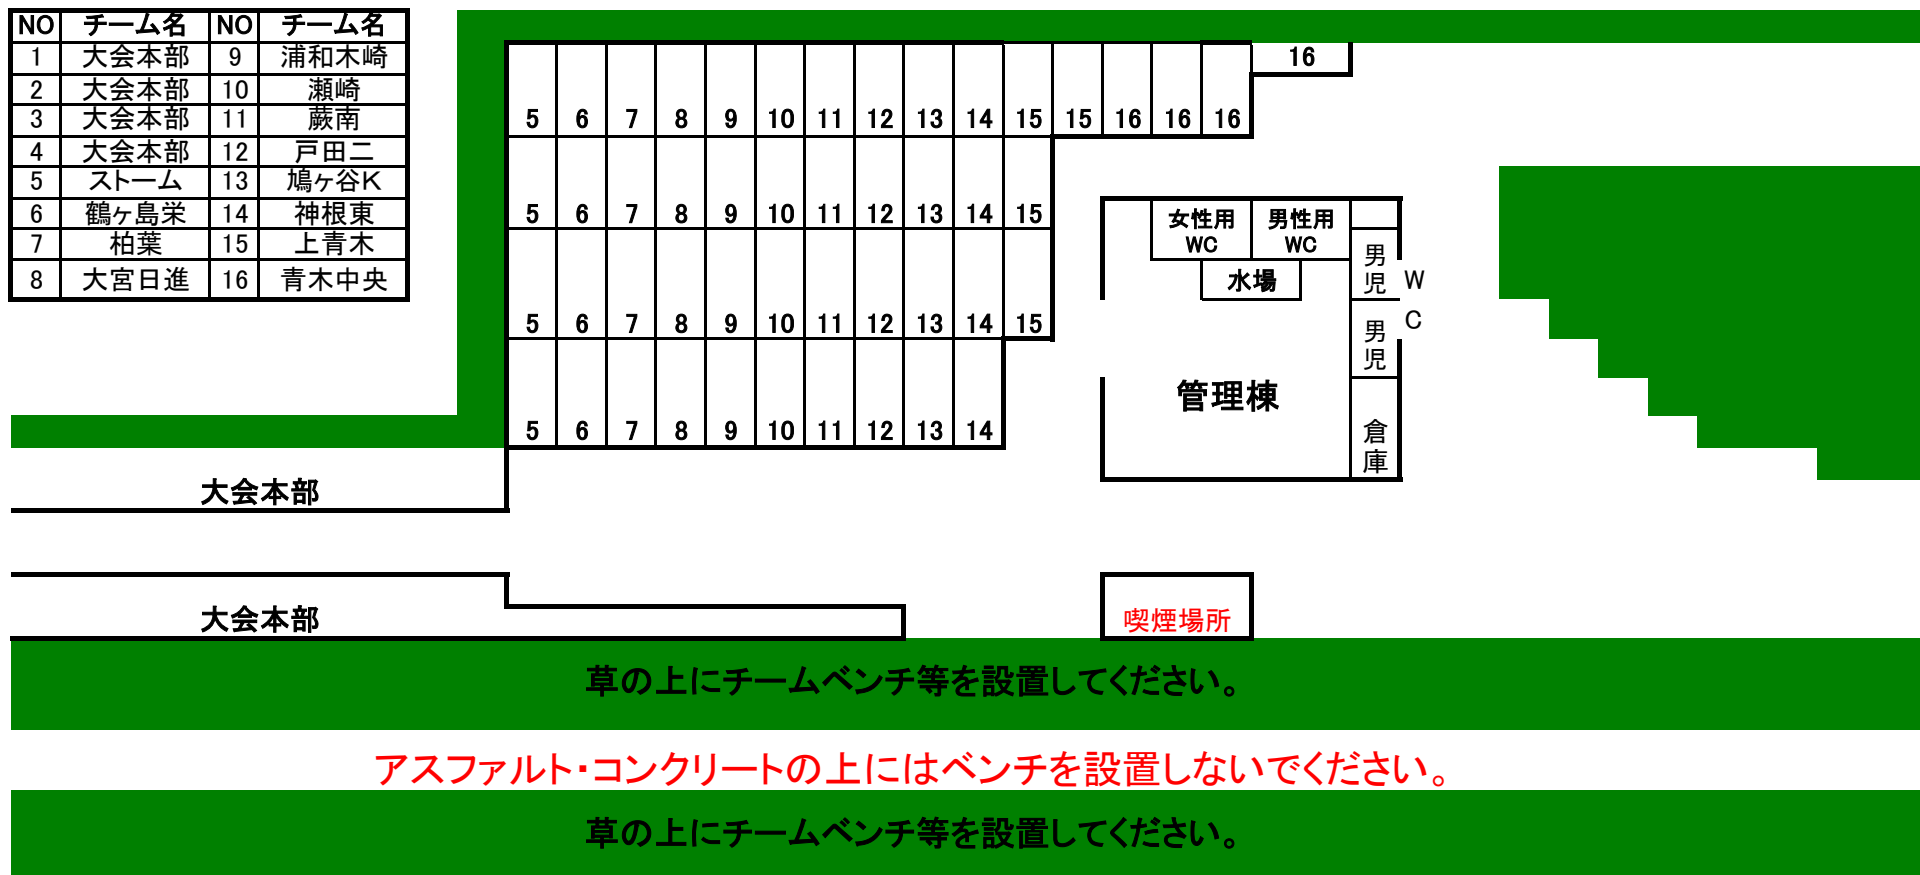 NO チーム名 NO チーム名
1 大会本部 9 浦和木崎
2 大会本部 10 瀬崎
3 大会本部 11 蕨南
4 大会本部 12 戸田二
5 ストーム 13 鳩ヶ谷K
6 鶴ヶ島栄 14 神根東
7 柏葉 15 上青木
8 大宮日進 16 青木中央
16
5 6 7 8 9 10 11 12 13 14 15 15 16 16 16
5 6 7 8 9 10 11 12 13 14 15
5 6 7 8 9 10 11 12 13 14 15
5 6 7 8 9 10 11 12 13 14
女性用
WC
男性用
WC
水場
男児
男児
WC
管理棟
倉庫
大会本部
大会本部
喫煙場所
草の上にチームベンチ等を設置してください。
アスファルト・コンクリートの上にはベンチを設置しないでください。
草の上にチームベンチ等を設置してください。